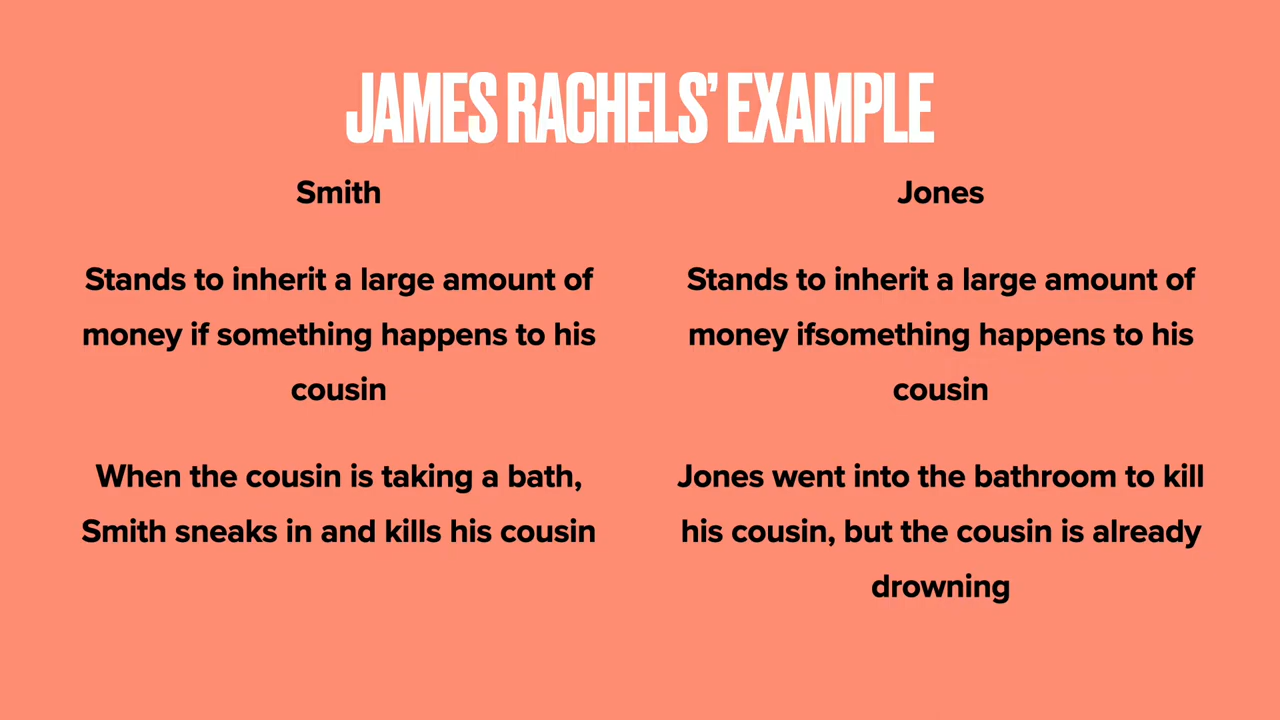 JAMES RACHELS’ EXAMPLE
Smith
Stands to inherit a large amount of
money if something happens to his
cousin
When the cousin is taking a bath,
Smith sneaks in and kills his cousin
Jones
Stands to inherit a large amount of
money ifsomething happens to his
cousin
Jones went into the bathroom to kill
his cousin, but the cousin is already
drowning